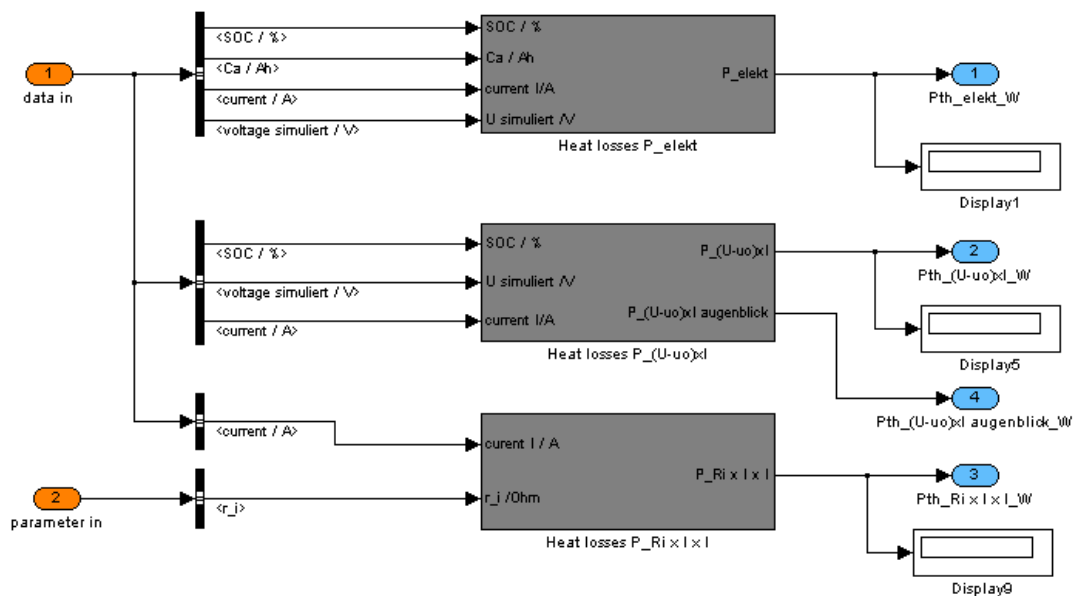 1
data in
<SOC / %>
<Ca / Ah>
<current / A>
<voltage simuliert / V>
SOC / %
Ca / Ah
current I/A
U simuliert /V
P_elekt
Heat losses P_elekt
1
Pth_elekt_W
Display1
<SOC / %>
<voltage simuliert / V>
<current / A>
SOC / %
U simuliert /V
current I/A
P_(U-uo)xI
P_(U-uo)xI augenblick
Heat losses P_(U-uo)xI
2
Pth_(U-uo)xI_W
Display5
4
Pth_(U-uo)xI augenblick_W
<current / A>
2
parameter in
<r_i>
curent I / A
r_i /Ohm
P_Ri x I x I
Heat losses P_Ri x I x I
3
Pth_Ri x I x I_W
Display9